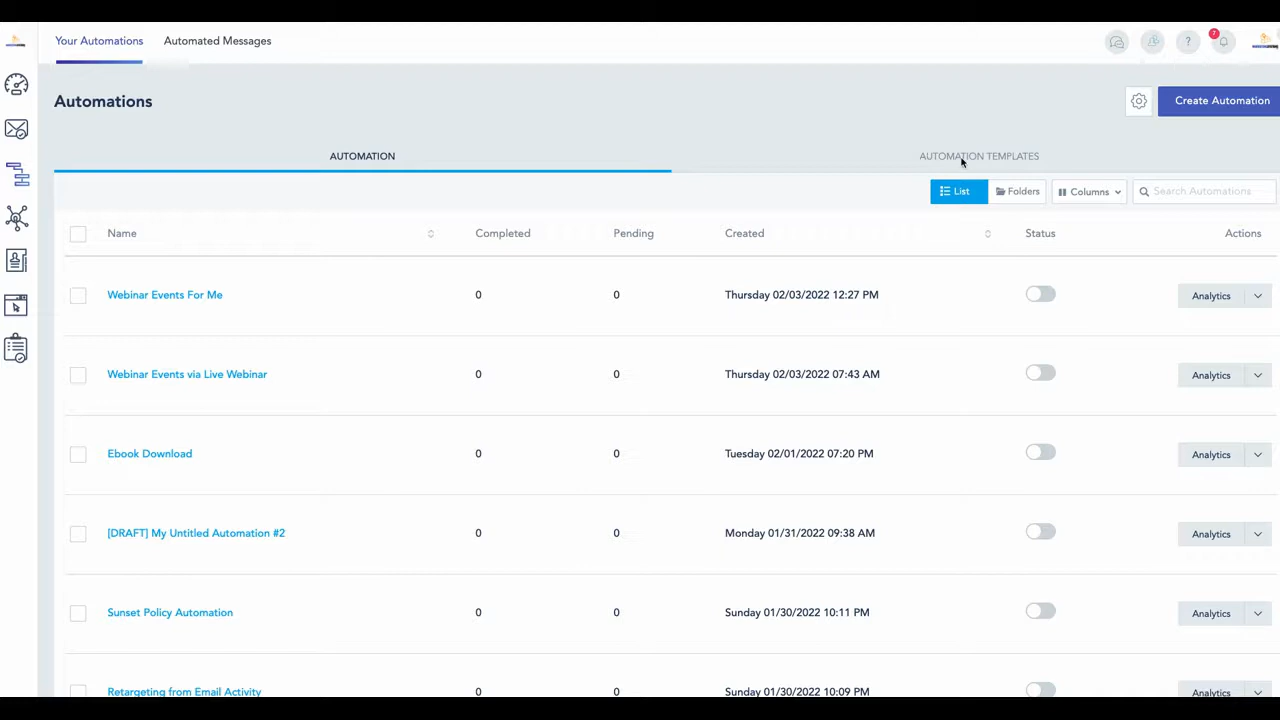 Your Automations Automated Messages
7
Automations
Create Automation
AUTOMATION AUTOMATION TEMPLATES
List Folders Columns Search Automations
Name Completed Pending Created Status Actions
Webinar Events For Me 0 0 Thursday 02/03/2022 12:27 PM Analytics
Webinar Events via Live Webinar 0 0 Thursday 02/03/2022 07:43 AM Analytics
Ebook Download 0 0 Tuesday 02/01/2022 07:20 PM Analytics
[DRAFT] My Untitled Automation #2 0 0 Monday 01/31/2022 09:38 AM Analytics
Sunset Policy Automation 0 0 Sunday 01/30/2022 10:11 PM Analytics
Retargeting from Email Activity 0 0 Sunday 01/30/2022 10:09 PM Analytics